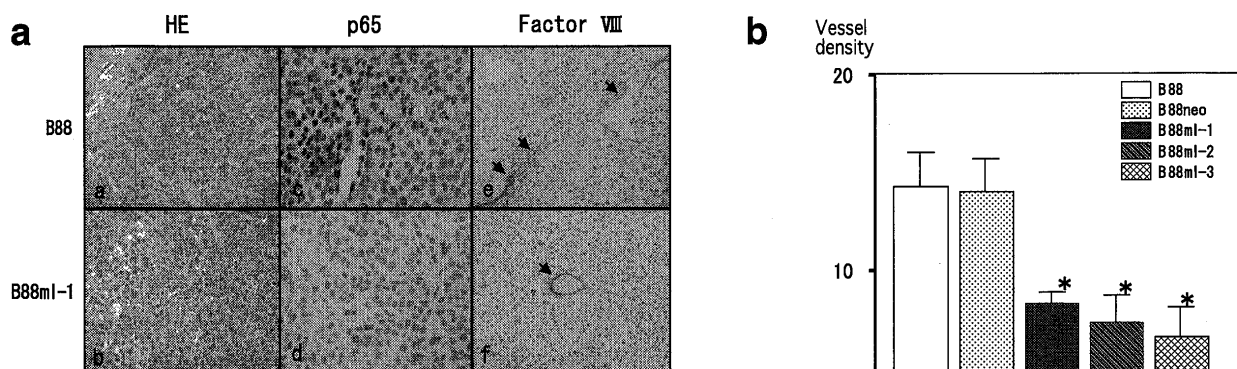 a
HE p65 Factor Ⅷ
B88
a c e
B88ml-1
b d f
b
Vessel
density
20
10
B88
B88neo
B88ml-1
B88ml-2
B88ml-3
* * *